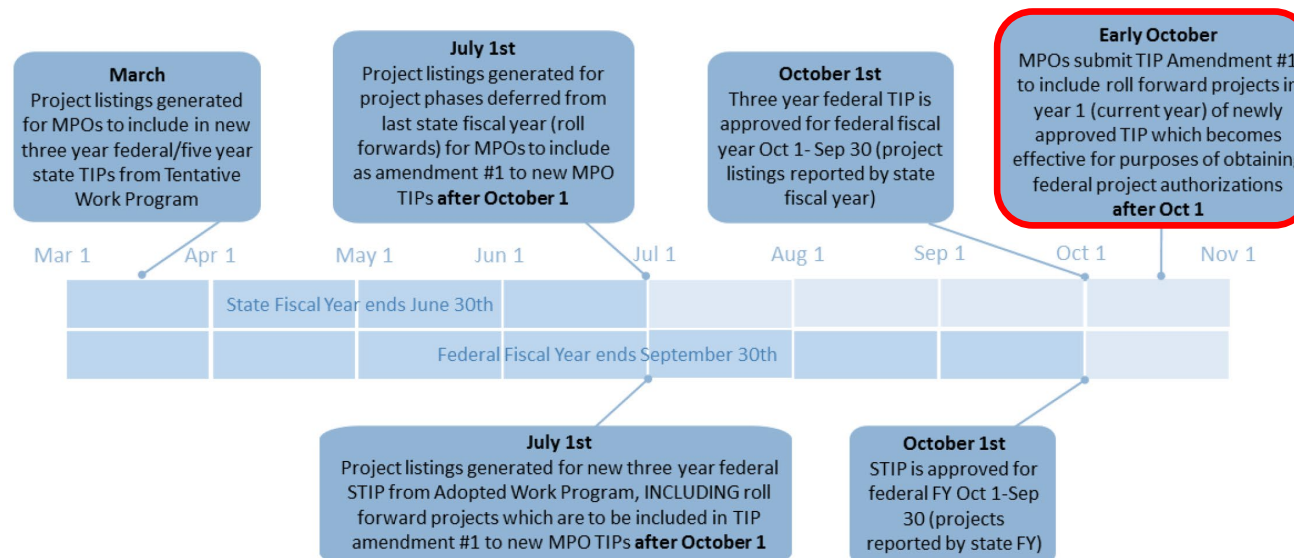 March
Project listings generated
for MPOs to include in new
three year federal/five year
state TIPs from Tentative
Work Program
July 1st
Project listings generated for
project phases deferred from
last state fiscal year (roll
forwards) for MPOs to include
as amendment #1 to new MPO
TIPs after October 1
October 1st
Three year federal TIP is
approved for federal fiscal
year Oct 1- Sep 30 (project
listings reported by state
fiscal year)
Early October
MPOs submit TIP Amendment #1
to include roll forward projects in
year 1 (current year) of newly
approved TIP which becomes
effective for purposes of obtaining
federal project authorizations
after Oct 1
Mar 1
Apr 1
May 1
Jun 1
Jul 1
Aug 1
Sep 1
Oct 1
Nov 1
State Fiscal Year ends June 30th
Federal Fiscal Year ends September 30th
July 1st
Project listings generated for new three year federal
STIP from Adopted Work Program, INCLUDING roll
forward projects which are to be included in TIP
amendment #1 to new MPO TIPs after October 1
October 1st
STIP is approved for
federal FY Oct 1-Sep
30 (projects
reported by state FY)